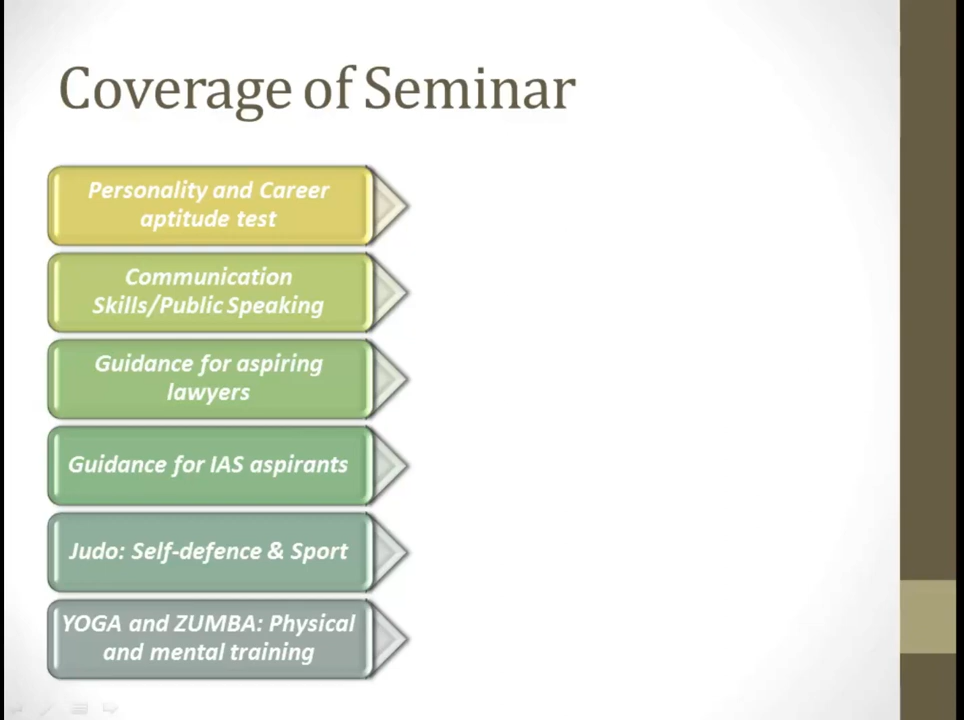 Coverage of Seminar
Personality and Career
aptitude test
Communication
Skills/Public Speaking
Guidance for aspiring
lawyers
Guidance for IAS aspirants
Judo: Self-defence & Sport
YOGA and ZUMBA: Physical
and mental training